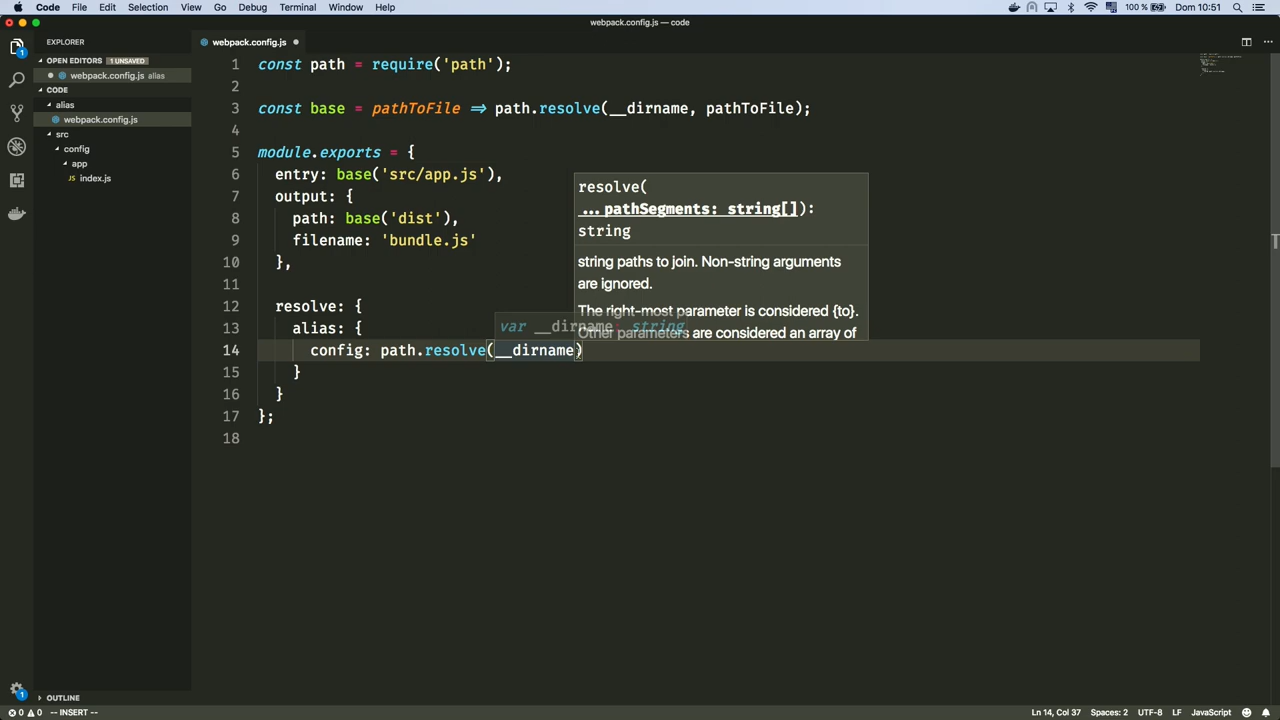 Code File Edit Selection View Go Debug Terminal Window Help 100 % Dom 10:51
webpack.config.js — code
EXPLORER
webpack.config.js
OPEN EDITORS 1 UNSAVED
webpack.config.js alias
CODE
alias
webpack.config.js
src
config
app
JS index.js
1 const path = require('path');
2
3 const base = pathToFile => path.resolve(__dirname, pathToFile);
4
5 module.exports = {
6 entry: base('src/app.js'),
7 output: {
8 path: base('dist'),
9 filename: 'bundle.js'
10 },
11
12 resolve: {
13 alias: {
14 config: path.resolve(__dirname)
15 }
16 }
17 };
18
resolve(
...pathSegments: string[]):
string
string paths to join. Non-string arguments
are ignored.
The right-most parameter is considered {to}.
Other parameters are considered an array of
var __dirname: string
OUTLINE
1
1
0 0 -- INSERT -- Ln 14, Col 37 Spaces: 2 UTF-8 LF JavaScript